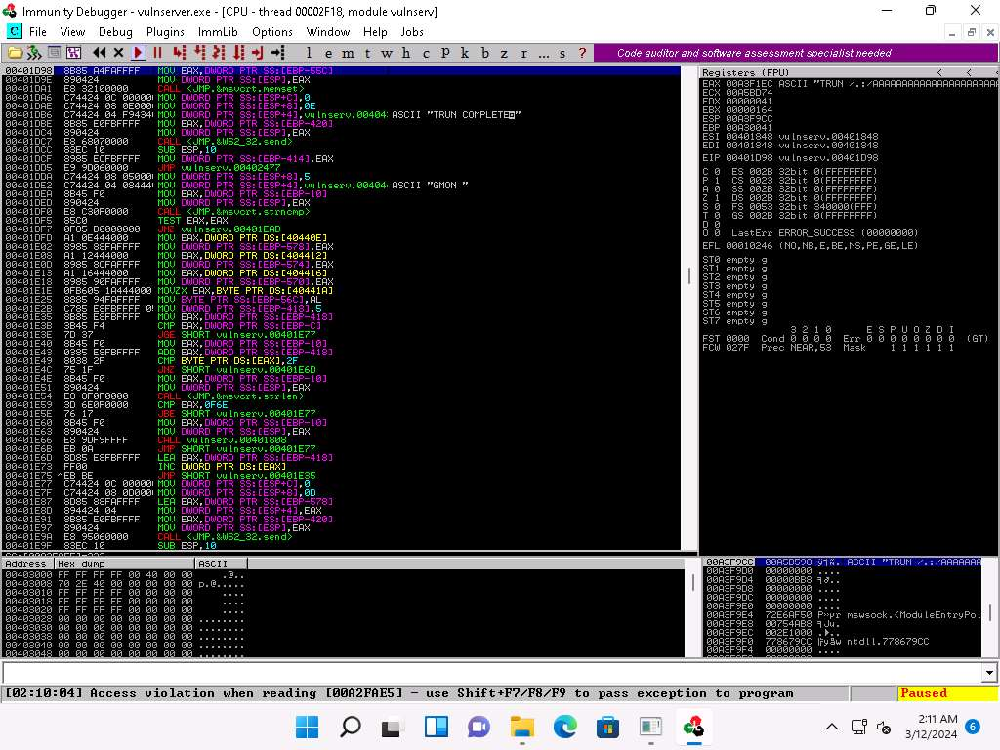 Immunity Debugger - vulnserver.exe - [CPU - thread 00002F18, module vulnserv]
C File View Debug Plugins ImmLib Options Window Help Jobs
l e m t w h c p k b z r ... s ? Code auditor and software assessment specialist needed
00401D98 8B85 A4FAFFFF MOV EAX,DWORD PTR SS:[EBP-55C]
00401D9E 890424 MOV DWORD PTR SS:[ESP],EAX
00401DA1 E8 32100000 CALL <JMP.&msvcrt.memset>
00401DA6 C74424 0C 00000 MOV DWORD PTR SS:[ESP+C],0
00401DAE C74424 08 0E000 MOV DWORD PTR SS:[ESP+8],0E
00401DB6 C74424 04 F9434 MOV DWORD PTR SS:[ESP+4],vulnserv.00404 ASCII "TRUN COMPLETE"
00401DBE 8B85 E0FBFFFF MOV EAX,DWORD PTR SS:[EBP-420]
00401DC4 890424 MOV DWORD PTR SS:[ESP],EAX
00401DC7 E8 68070000 CALL <JMP.&WS2_32.send>
00401DCC 83EC 10 SUB ESP,10
00401DCF 8985 ECFBFFFF MOV DWORD PTR SS:[EBP-414],EAX
00401DD5 E9 9D060000 JMP vulnserv.00402477
00401DDA C74424 08 05000 MOV DWORD PTR SS:[ESP+8],5
00401DE2 C74424 04 08444 MOV DWORD PTR SS:[ESP+4],vulnserv.00404 ASCII "GMON "
00401DEA 8B45 F0 MOV EAX,DWORD PTR SS:[EBP-10]
00401DED 890424 MOV DWORD PTR SS:[ESP],EAX
00401DF0 E8 C30F0000 CALL <JMP.&msvcrt.strncmp>
00401DF5 85C0 TEST EAX,EAX
00401DF7 0F85 B0000000 JNZ vulnserv.00401EAD
00401DFD A1 0E444000 MOV EAX,DWORD PTR DS:[40440E]
00401E02 8985 88FAFFFF MOV DWORD PTR SS:[EBP-578],EAX
00401E08 A1 12444000 MOV EAX,DWORD PTR DS:[404412]
00401E0D 8985 8CFAFFFF MOV DWORD PTR SS:[EBP-574],EAX
00401E13 A1 16444000 MOV EAX,DWORD PTR DS:[404416]
00401E18 8985 90FAFFFF MOV DWORD PTR SS:[EBP-570],EAX
00401E1E 0FB605 1A444000 MOVZX EAX,BYTE PTR DS:[40441A]
00401E25 8885 94FAFFFF MOV BYTE PTR SS:[EBP-56C],AL
00401E2B C785 E8FBFFFF 0 MOV DWORD PTR SS:[EBP-418],5
00401E35 8B85 E8FBFFFF MOV EAX,DWORD PTR SS:[EBP-418]
00401E3B 3B45 F4 CMP EAX,DWORD PTR SS:[EBP-C]
00401E3E 7D 37 JGE SHORT vulnserv.00401E77
00401E40 8B45 F0 MOV EAX,DWORD PTR SS:[EBP-10]
00401E43 0385 E8FBFFFF ADD EAX,DWORD PTR SS:[EBP-418]
00401E49 8038 2F CMP BYTE PTR DS:[EAX],2F
00401E4C 75 1F JNZ SHORT vulnserv.00401E6D
00401E4E 8B45 F0 MOV EAX,DWORD PTR SS:[EBP-10]
00401E51 890424 MOV DWORD PTR SS:[ESP],EAX
00401E54 E8 8F0F0000 CALL <JMP.&msvcrt.strlen>
00401E59 3D 6E0F0000 CMP EAX,0F6E
00401E5E 76 17 JBE SHORT vulnserv.00401E77
00401E60 8B45 F0 MOV EAX,DWORD PTR SS:[EBP-10]
00401E63 890424 MOV DWORD PTR SS:[ESP],EAX
00401E66 E8 9DF9FFFF CALL vulnserv.00401808
00401E6B EB 0A JMP SHORT vulnserv.00401E77
00401E6D 8D85 E8FBFFFF LEA EAX,DWORD PTR SS:[EBP-418]
00401E73 FF00 INC DWORD PTR DS:[EAX]
00401E75 ^EB BE JMP SHORT vulnserv.00401E35
00401E77 C74424 0C 00000 MOV DWORD PTR SS:[ESP+C],0
00401E7F C74424 08 0D000 MOV DWORD PTR SS:[ESP+8],0D
00401E87 8D85 88FAFFFF LEA EAX,DWORD PTR SS:[EBP-578]
00401E8D 894424 04 MOV DWORD PTR SS:[ESP+4],EAX
00401E91 8B85 E0FBFFFF MOV EAX,DWORD PTR SS:[EBP-420]
00401E97 890424 MOV DWORD PTR SS:[ESP],EAX
00401E9A E8 95060000 CALL <JMP.&WS2_32.send>
00401E9F 83EC 10 SUB ESP,10
Registers (FPU) < <
EAX 00A3F1EC ASCII "TRUN /.:/AAAAAAAAAAAAAAAAAAAAAA
ECX 00A5BD74
EDX 00000041
EBX 00000164
ESP 00A3F9CC
EBP 00A30041
ESI 00401848 vulnserv.00401848
EDI 00401848 vulnserv.00401848
EIP 00401D98 vulnserv.00401D98
C 0 ES 002B 32bit 0(FFFFFFFF)
P 1 CS 0023 32bit 0(FFFFFFFF)
A 0 SS 002B 32bit 0(FFFFFFFF)
Z 1 DS 002B 32bit 0(FFFFFFFF)
S 0 FS 0053 32bit 340000(FFF)
T 0 GS 002B 32bit 0(FFFFFFFF)
D 0
O 0 LastErr ERROR_SUCCESS (00000000)
EFL 00010246 (NO,NB,E,BE,NS,PE,GE,LE)
ST0 empty g
ST1 empty g
ST2 empty g
ST3 empty g
ST4 empty g
ST5 empty g
ST6 empty g
ST7 empty g
3 2 1 0 E S P U O Z D I
FST 0000 Cond 0 0 0 0 Err 0 0 0 0 0 0 0 0 (GT)
FCW 027F Prec NEAR,53 Mask 1 1 1 1 1 1
Address Hex dump ASCII
00403000 FF FF FF FF 00 40 00 00 .@..
00403008 70 2E 40 00 00 00 00 00 p.@.....
00403010 FF FF FF FF 00 00 00 00 ....
00403018 FF FF FF FF 00 00 00 00 ....
00403020 FF FF FF FF 00 00 00 00 ....
00403028 00 00 00 00 00 00 00 00 ........
00403030 00 00 00 00 00 00 00 00 ........
00403038 00 00 00 00 00 00 00 00 ........
00403040 00 00 00 00 00 00 00 00 ........
00403048 00 00 00 00 00 00 00 00 ........
00A3F9CC 00A5B598 ASCII "TRUN /.:/AAAAAAA
00A3F9D0 00000000 ....
00A3F9D4 00000BB8
00A3F9D8 00000000 ....
00A3F9DC 00000000 ....
00A3F9E0 00000000 ....
00A3F9E4 72E6AF50 mswsock.<ModuleEntryPoi
00A3F9E8 00754AB8
00A3F9EC 002E1000
00A3F9F0 778679CC ntdll.778679CC
00A3F9F4 00000000 ....
[02:10:04] Access violation when reading [00A2FAE5] - use Shift+F7/F8/F9 to pass exception to program Paused
2:11 AM
3/12/2024 6